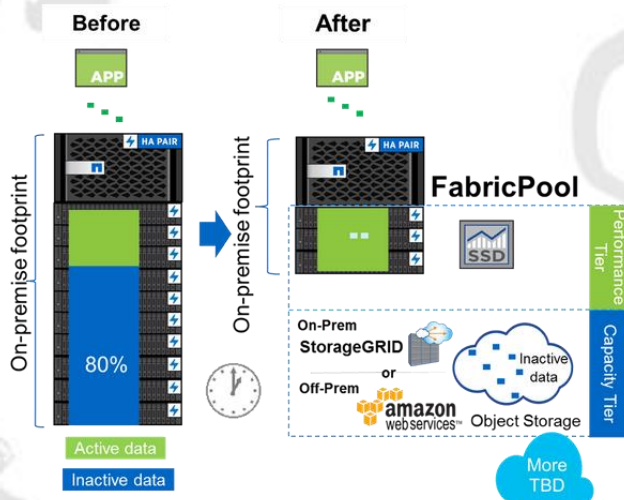 Before
After
APP
APP
HA PAIR
HA PAIR
On-premise footprint
On-premise footprint
FabricPool
80%
SSD
Performance
Tier
On-Prem
StorageGRID
or
Off-Prem
amazon
webservices™
Inactive
data
Object Storage
Capacity Tier
Active data
Inactive data
More
TBD